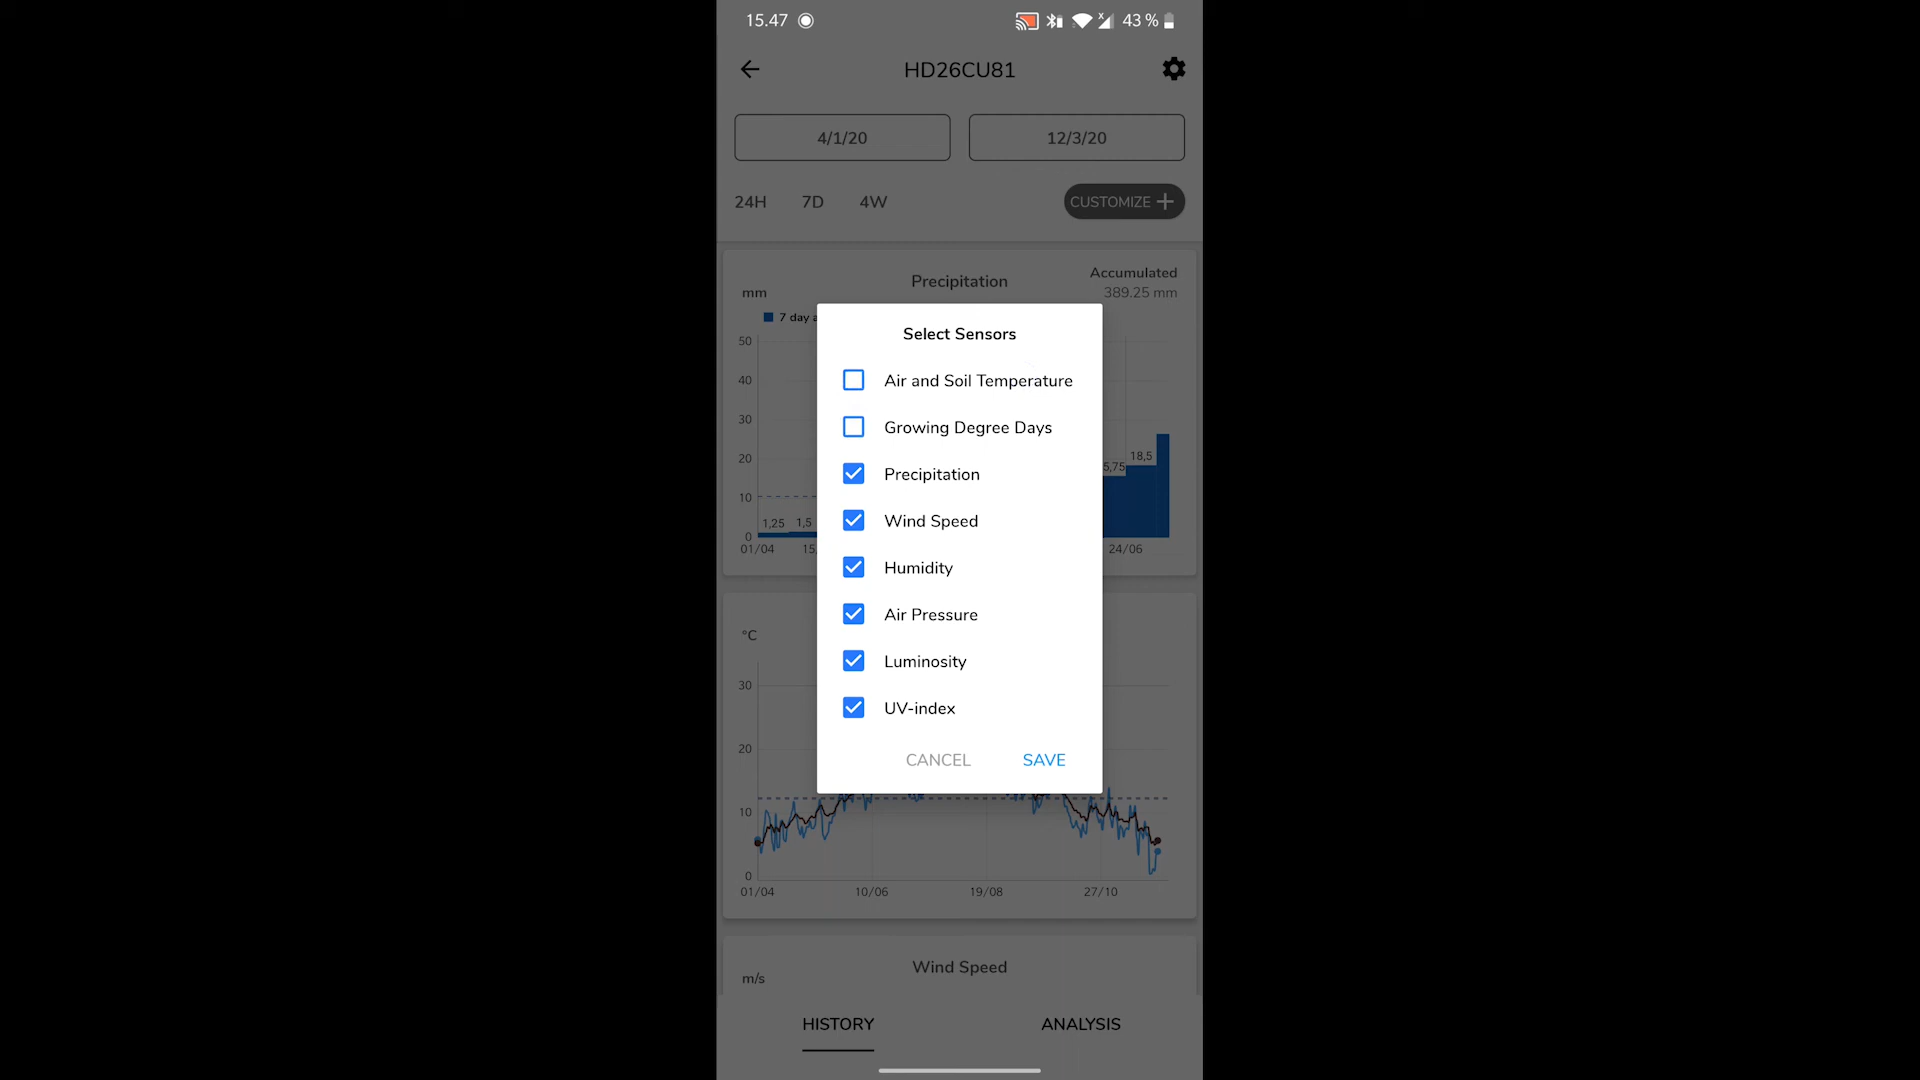 15.47
43 %
HD26CU81
4/1/20
12/3/20
24H
7D
4W
CUSTOMIZE
Precipitation
Accumulated
389.25 mm
mm
7 day
50
40
30
20
10
0
1,25
1,5
5,75
18,5
01/04
15
24/06
Select Sensors
Air and Soil Temperature
Growing Degree Days
Precipitation
Wind Speed
Humidity
Air Pressure
Luminosity
UV-index
CANCEL
SAVE
°C
30
20
10
0
01/04
10/06
19/08
27/10
Wind Speed
m/s
HISTORY
ANALYSIS